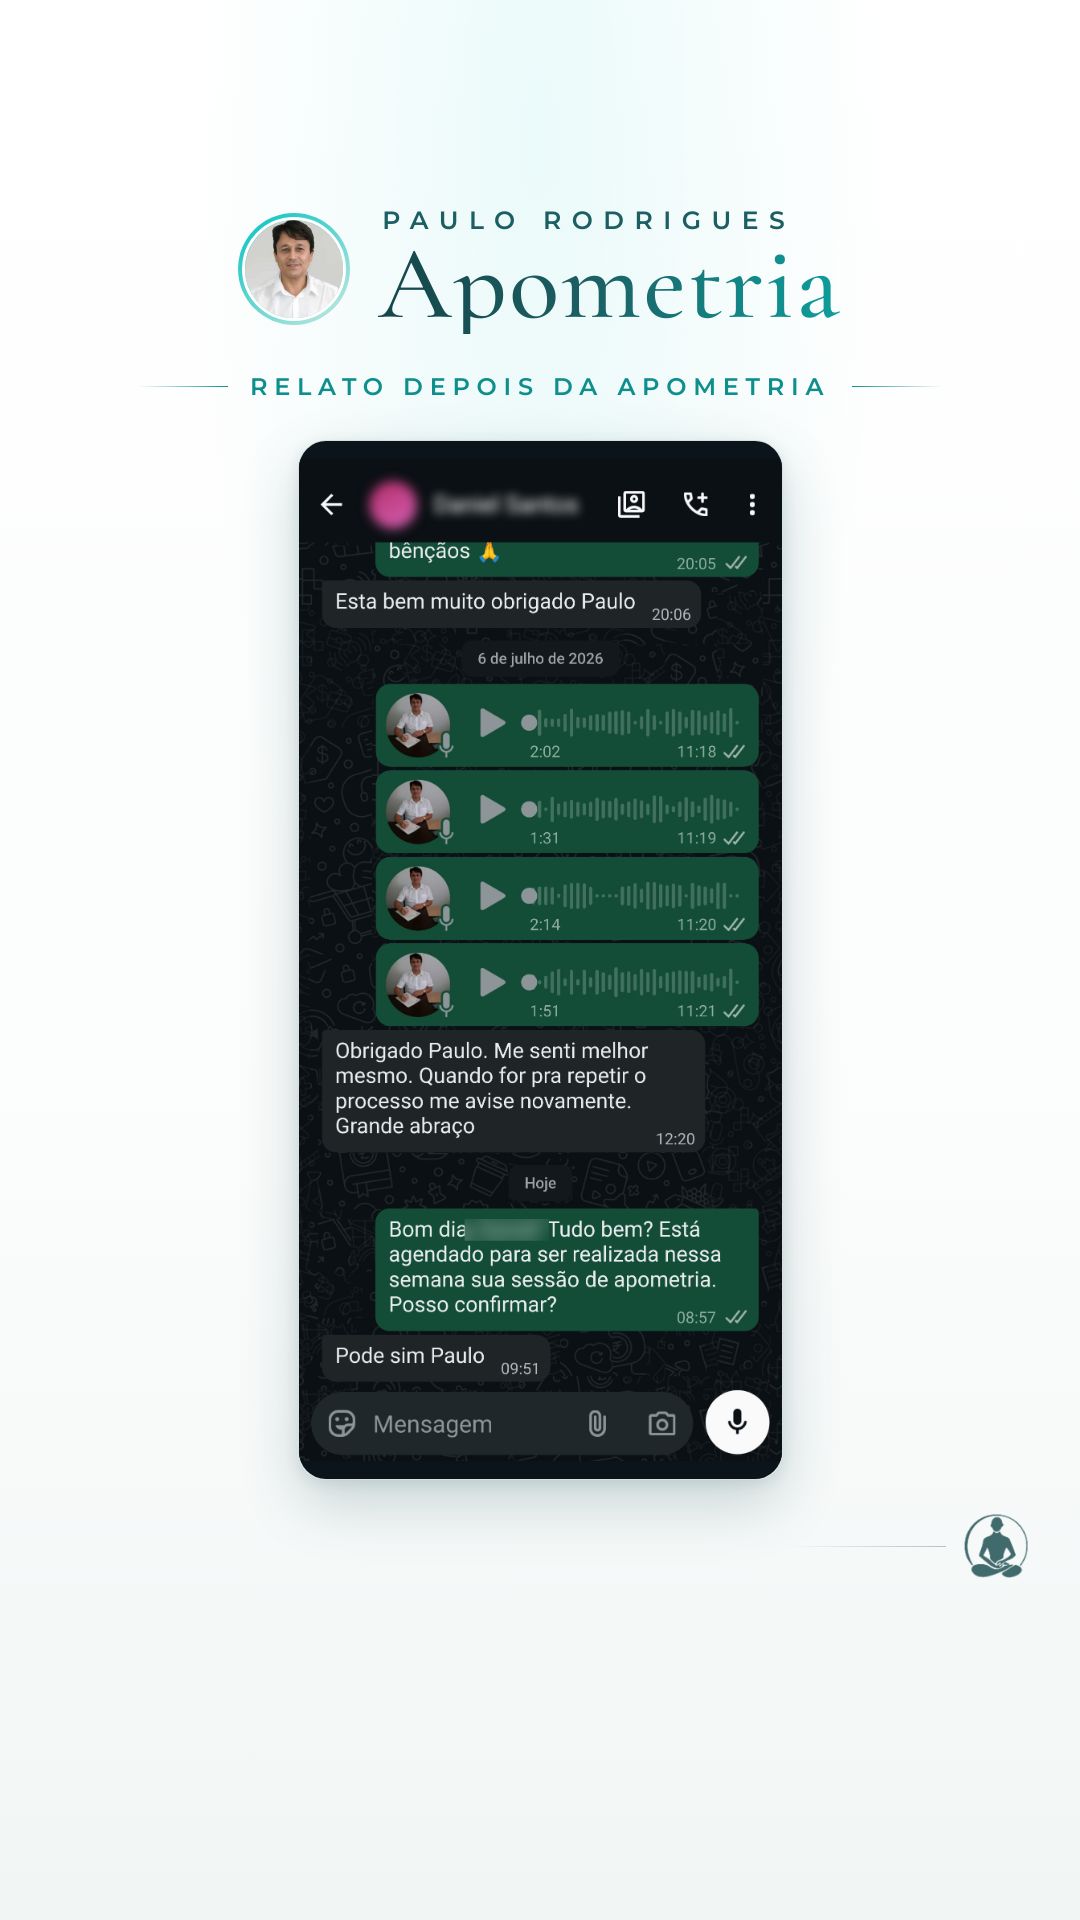 PAULO RODRIGUES
Apometria
RELATO DEPOIS DA APOMETRIA
bênçãos 🙏
20:05
Esta bem muito obrigado Paulo
20:06
6 de julho de 2026
2:02
11:18
1:31
11:19
2:14
11:20
1:51
11:21
Obrigado Paulo. Me senti melhor
mesmo. Quando for pra repetir o
processo me avise novamente.
Grande abraço
12:20
Hoje
Bom dia Tudo bem? Está
agendado para ser realizada nessa
semana sua sessão de apometria.
Posso confirmar?
08:57
Pode sim Paulo
09:51
Mensagem